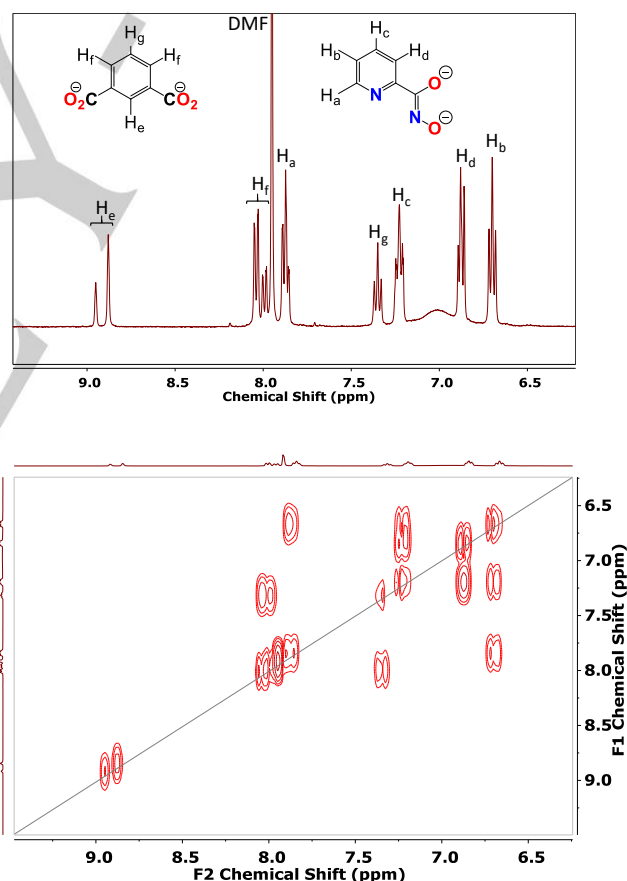 DMF
Hg
Hf
Hf
⊖
O2C
⊖
CO2
He
Hc
Hb
Hd
Ha
N
O⊖
N
O⊖
He
Hf
Ha
Hg
Hc
Hd
Hb
9.0 8.5 8.0 7.5 7.0 6.5
Chemical Shift (ppm)
6.5
7.0
7.5
8.0
8.5
9.0
F1 Chemical Shift (ppm)
9.0 8.5 8.0 7.5 7.0 6.5
F2 Chemical Shift (ppm)